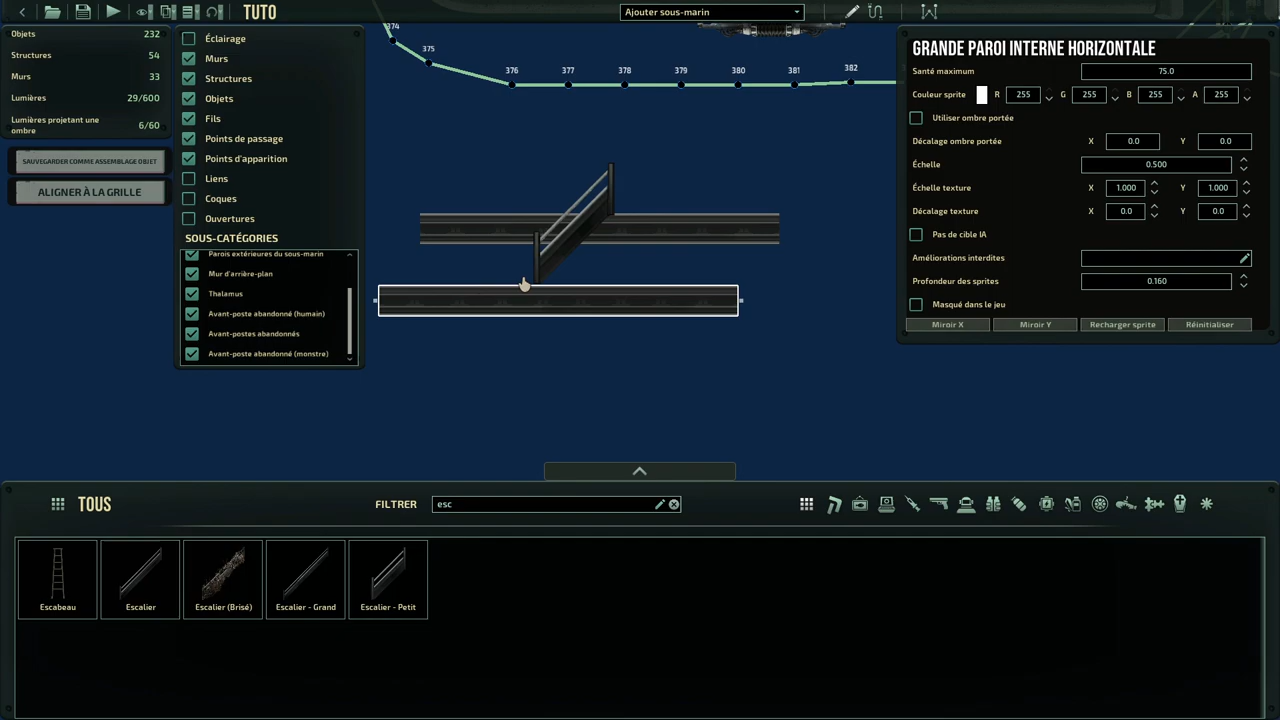 TUTO
Ajouter sous-marin
Objets 232
Structures 54
Murs 33
Lumières 29/600
Lumières projetant une ombre 6/60
SAUVEGARDER COMME ASSEMBLAGE OBJET
ALIGNER À LA GRILLE
Éclairage
Murs
Structures
Objets
Fils
Points de passage
Points d'apparition
Liens
Coques
Ouvertures
SOUS-CATÉGORIES
Parois extérieures du sous-marin
Mur d'arrière-plan
Thalamus
Avant-poste abandonné (humain)
Avant-postes abandonnés
Avant-poste abandonné (monstre)
374
375
376 377 378 379 380 381 382
GRANDE PAROI INTERNE HORIZONTALE
Santé maximum 75.0
Couleur sprite R 255 G 255 B 255 A 255
Utiliser ombre portée
Décalage ombre portée X 0.0 Y 0.0
Échelle 0.500
Échelle texture X 1.000 Y 1.000
Décalage texture X 0.0 Y 0.0
Pas de cible IA
Améliorations interdites
Profondeur des sprites 0.160
Masqué dans le jeu
Miroir X Miroir Y Recharger sprite Réinitialiser
TOUS
FILTRER esc
Escabeau Escalier Escalier (Brisé) Escalier - Grand Escalier - Petit